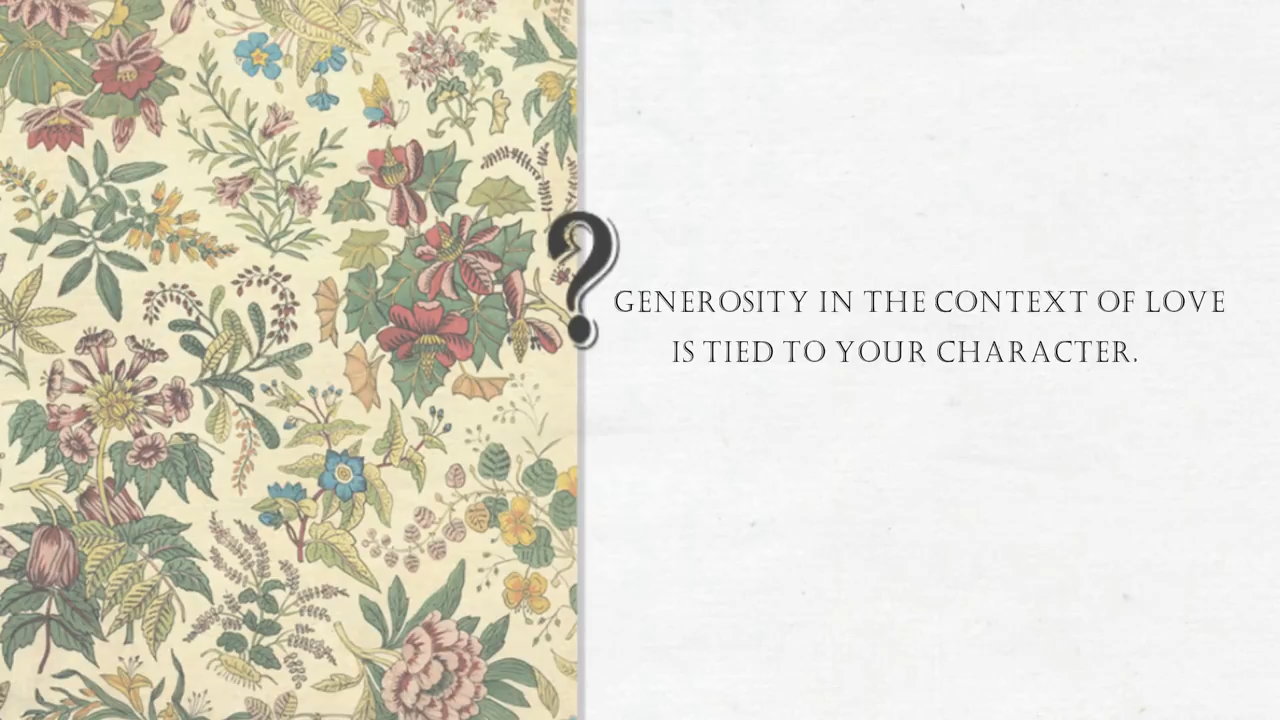 ?
GENEROSITY IN THE CONTEXT OF LOVE
IS TIED TO YOUR CHARACTER.